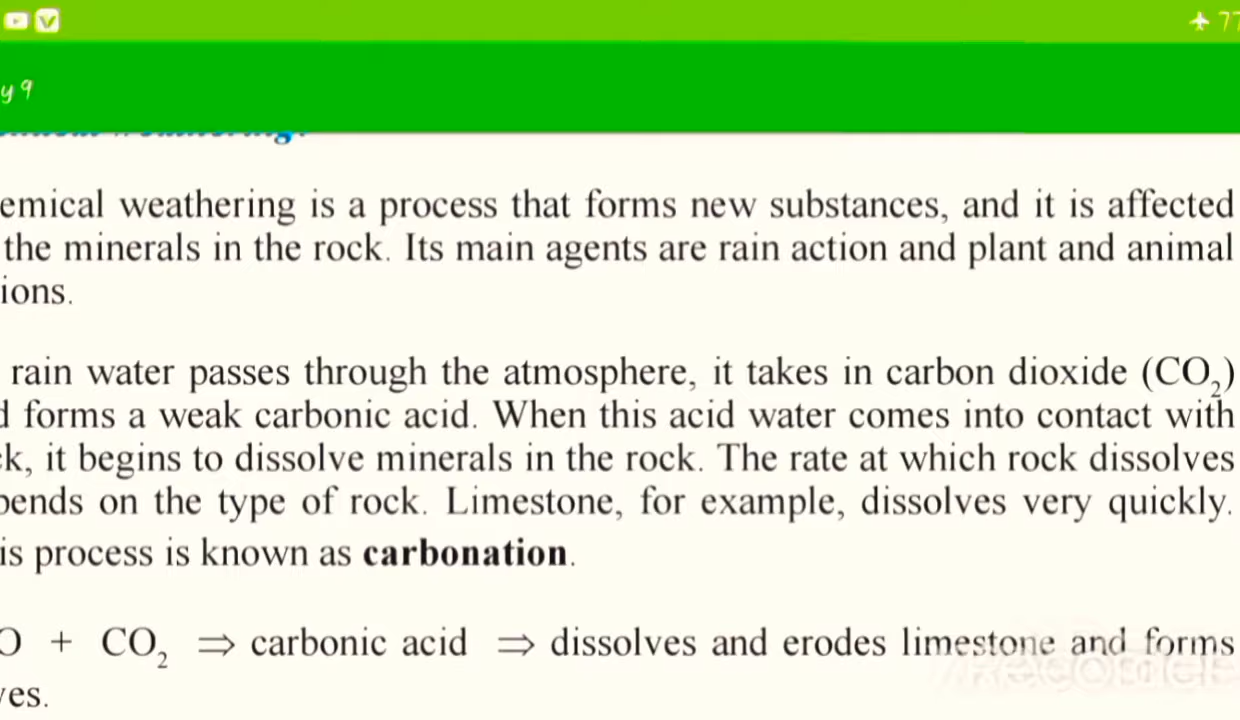 77
y 9
emical weathering is a process that forms new substances, and it is affected
the minerals in the rock. Its main agents are rain action and plant and animal
ions.
rain water passes through the atmosphere, it takes in carbon dioxide (CO₂)
d forms a weak carbonic acid. When this acid water comes into contact with
ck, it begins to dissolve minerals in the rock. The rate at which rock dissolves
pends on the type of rock. Limestone, for example, dissolves very quickly.
is process is known as carbonation.
O + CO₂ ⇒ carbonic acid ⇒ dissolves and erodes limestone and forms
ves.